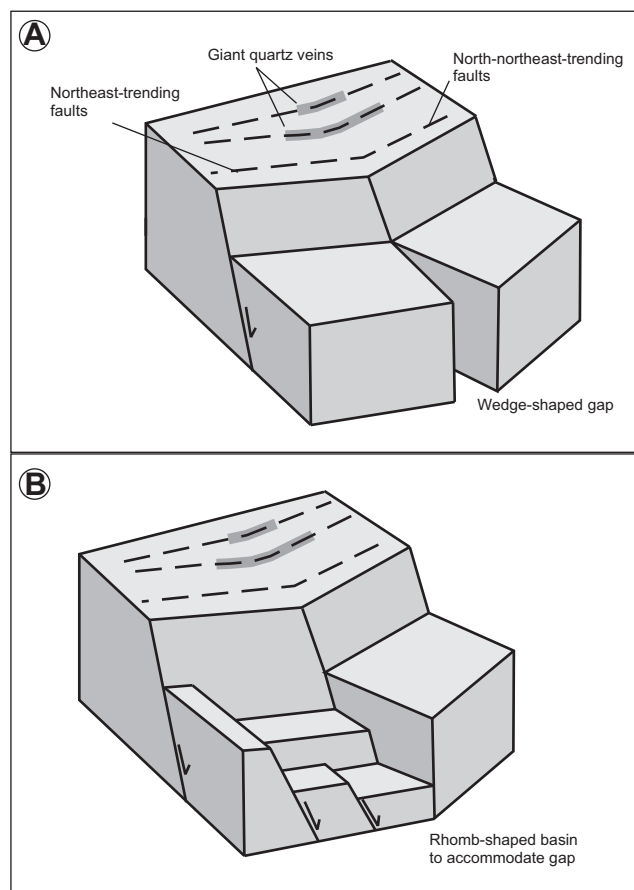 A
Giant quartz veins
North-northeast-trending
faults
Northeast-trending
faults
Wedge-shaped gap
B
Rhomb-shaped basin
to accommodate gap